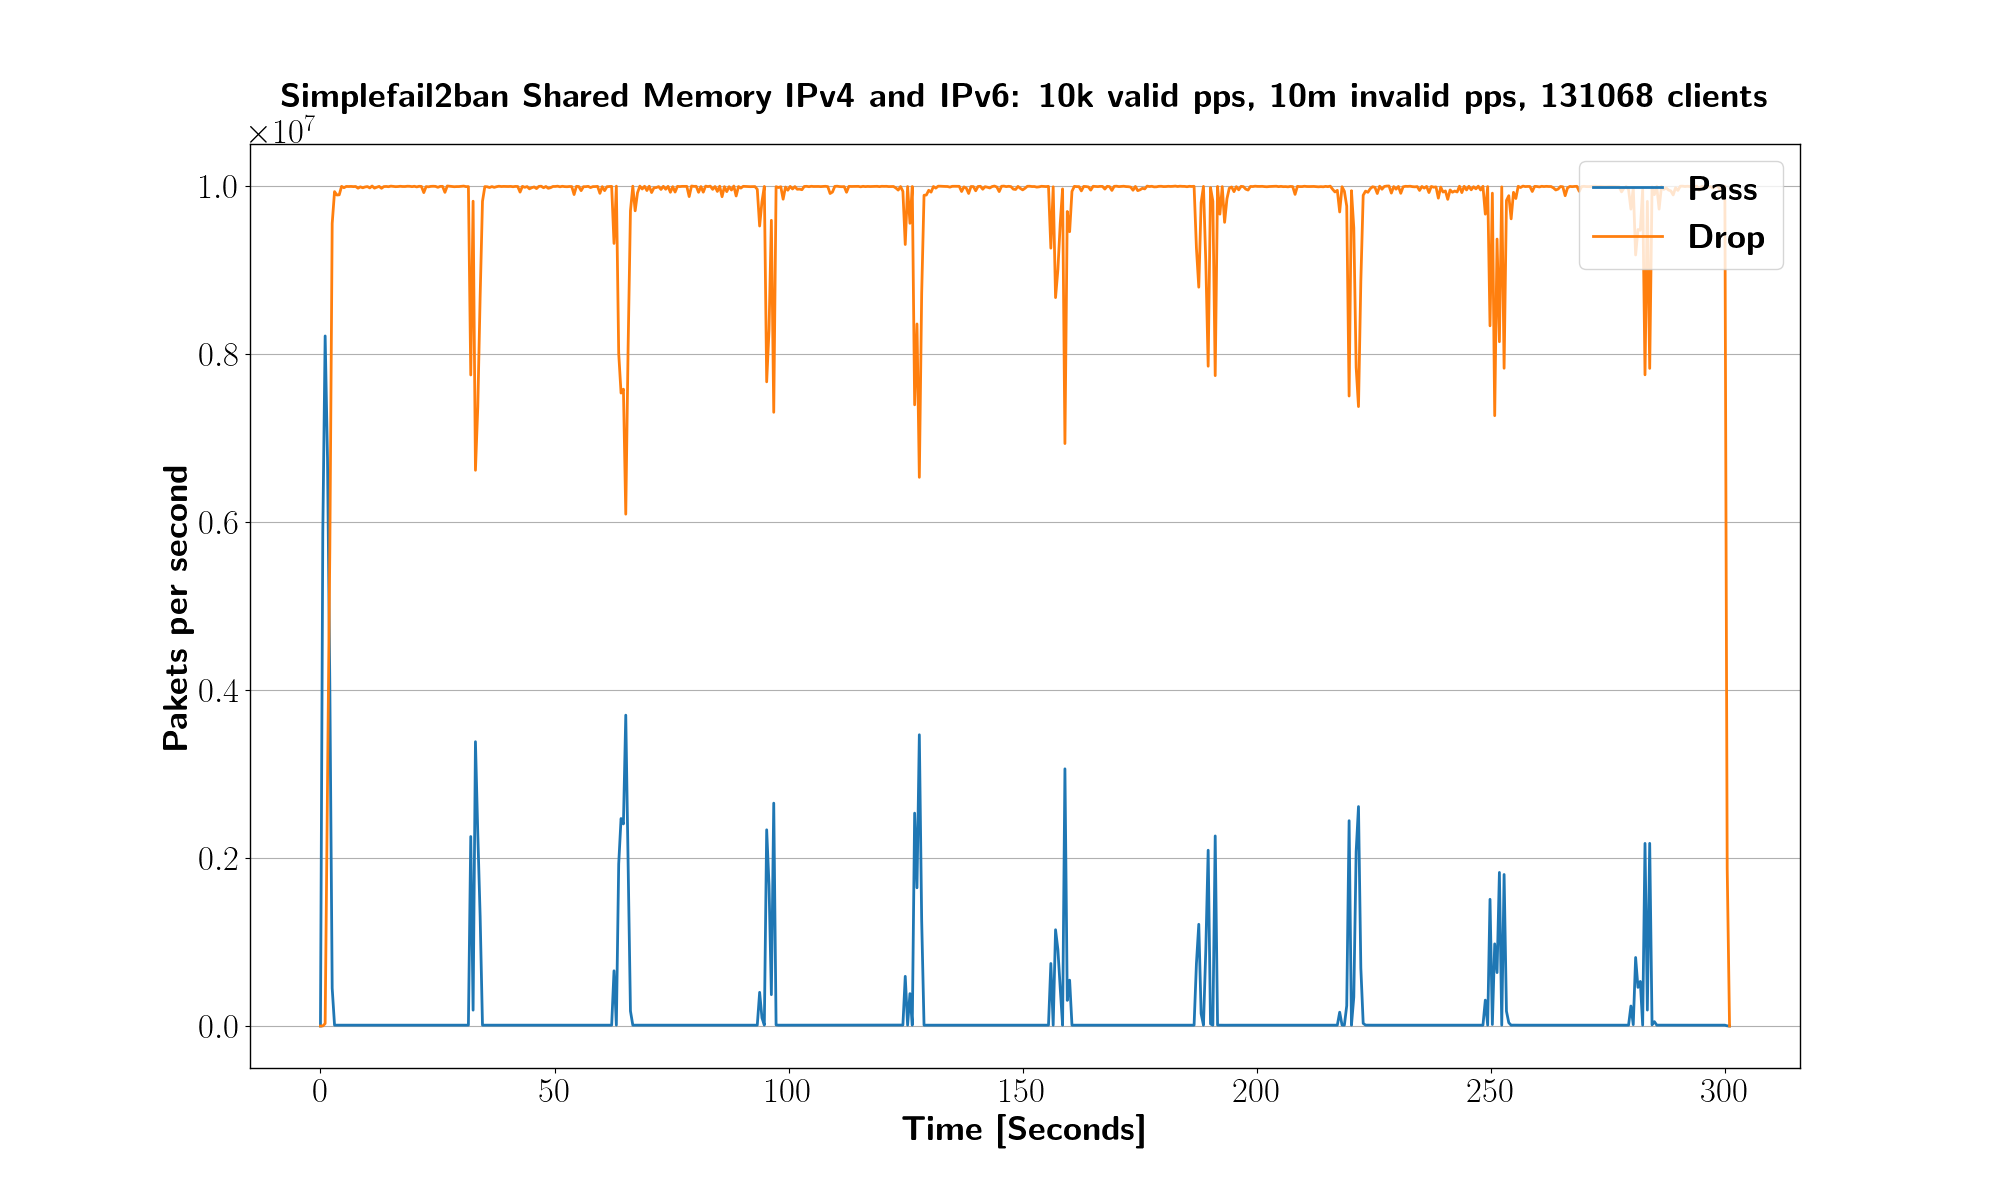 Simplefail2ban Shared Memory IPv4 and IPv6: 10k valid pps, 10m invalid pps, 131068 clients
×10⁷
1.0
0.8
0.6
0.4
0.2
0.0
Pakets per second
Pass
Drop
0 50 100 150 200 250 300
Time [Seconds]